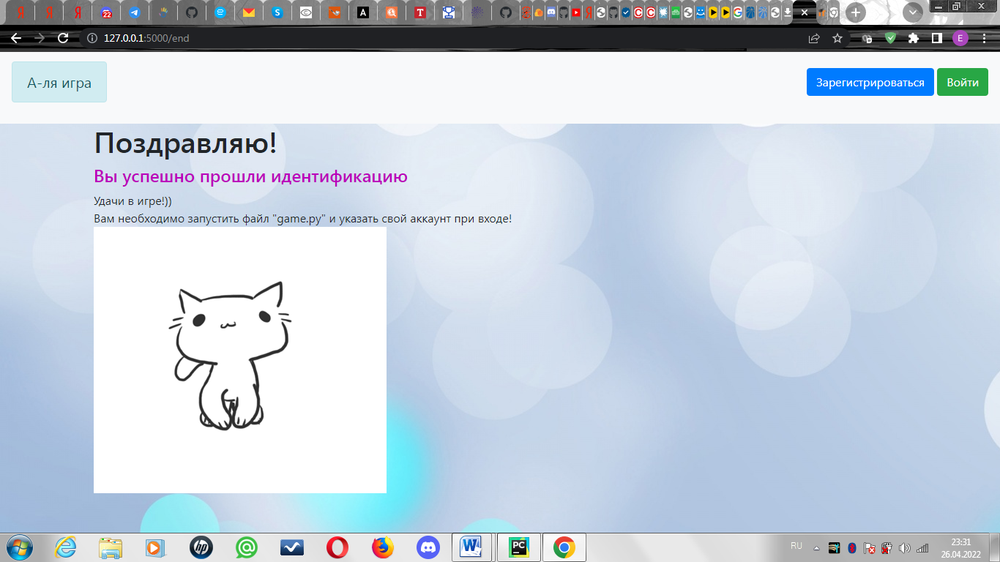 22
127.0.0.1:5000/end
E
А-ля игра
Зарегистрироваться
Войти
Поздравляю!
Вы успешно прошли идентификацию
Удачи в игре!))
Вам необходимо запустить файл "game.py" и указать свой аккаунт при входе!
RU
23:31
26.04.2022